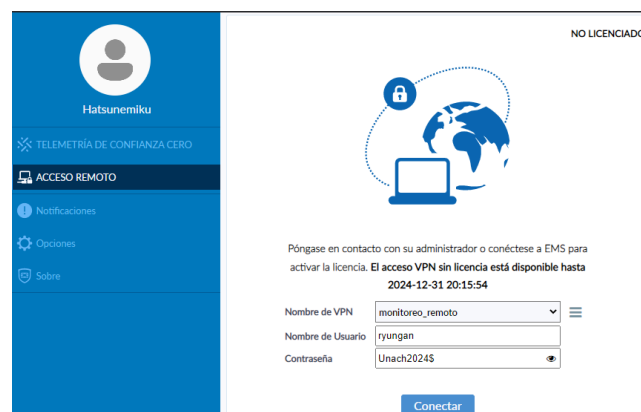 NO LICENCIADO
Hatsunemiku
TELEMETRÍA DE CONFIANZA CERO
ACCESO REMOTO
Notificaciones
Opciones
Sobre
Póngase en contacto con su administrador o conéctese a EMS para
activar la licencia. El acceso VPN sin licencia está disponible hasta
2024-12-31 20:15:54
Nombre de VPN monitoreo_remoto
Nombre de Usuario ryungan
Contraseña Unach2024$
Conectar